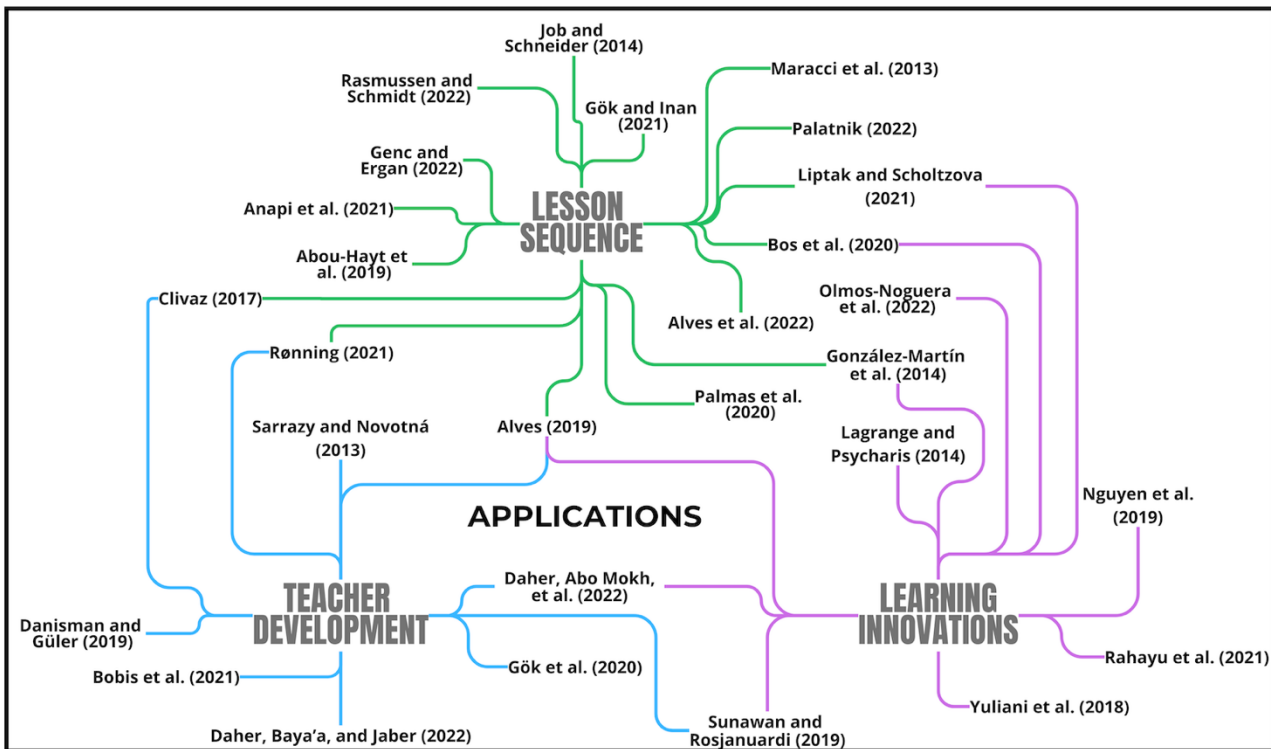 Job and
Schneider (2014)
Maracci et al. (2013)
Rasmussen and
Schmidt (2022)
Gök and Inan
(2021)
Palatnik (2022)
Genc and
Ergan (2022)
Liptak and Scholtzova
(2021)
Anapi et al. (2021)
LESSON
SEQUENCE
Bos et al. (2020)
Abou-Hayt et
al. (2019)
Clivaz (2017)
Olmos-Noguera
et al. (2022)
Alves et al. (2022)
Rønning (2021)
González-Martín
et al. (2014)
Palmas et al.
(2020)
Sarrazy and Novotná
(2013)
Alves (2019)
Lagrange and
Psycharis (2014)
Nguyen et al.
(2019)
APPLICATIONS
TEACHER
DEVELOPMENT
Daher, Abo Mokh,
et al. (2022)
LEARNING
INNOVATIONS
Danisman and
Güler (2019)
Gök et al. (2020)
Rahayu et al. (2021)
Bobis et al. (2021)
Yuliani et al. (2018)
Daher, Baya’a, and Jaber (2022)
Sunawan and
Rosjanuardi (2019)